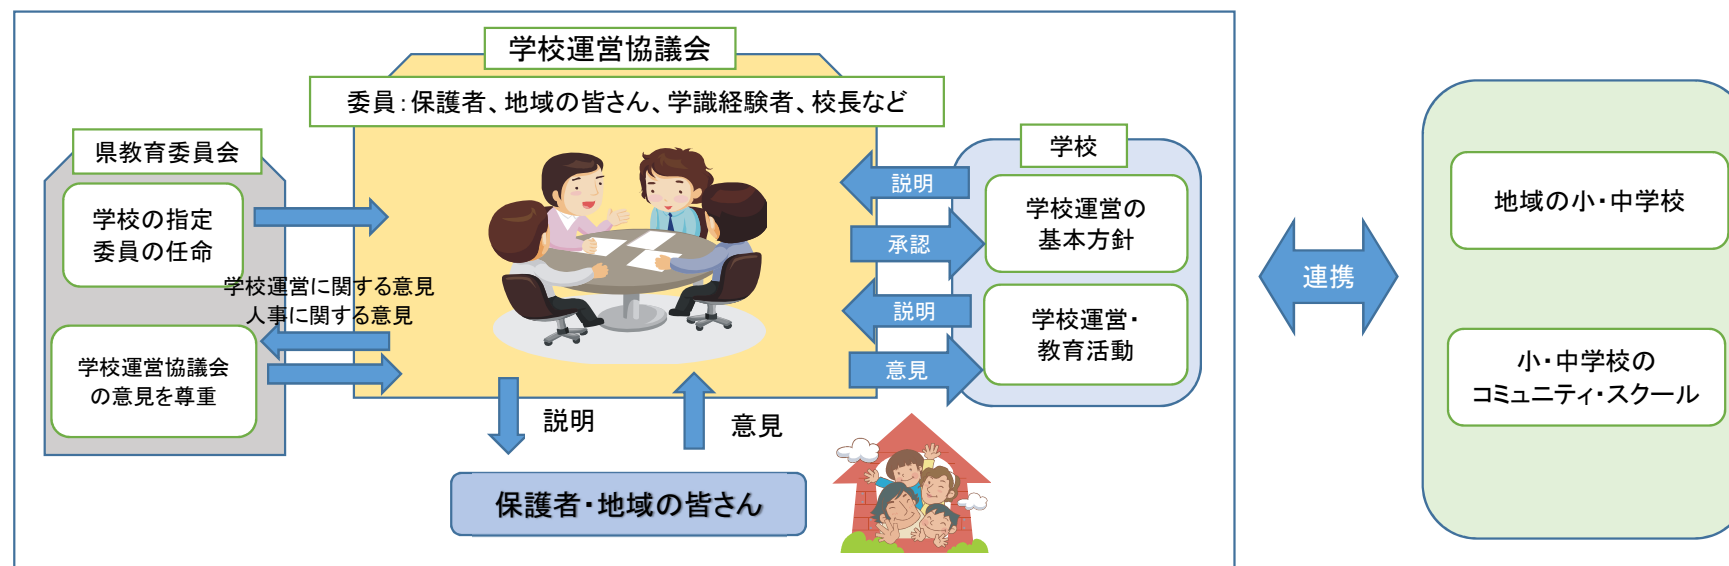 学校運営協議会
委員：保護者、地域の皆さん、学識経験者、校長など
県教育委員会
学校の指定
委員の任命
学校運営に関する意見
人事に関する意見
学校運営協議会
の意見を尊重
学校
説明
学校運営の
基本方針
承認
説明
学校運営・
教育活動
意見
説明
意見
保護者・地域の皆さん
連携
地域の小・中学校
小・中学校の
コミュニティ・スクール